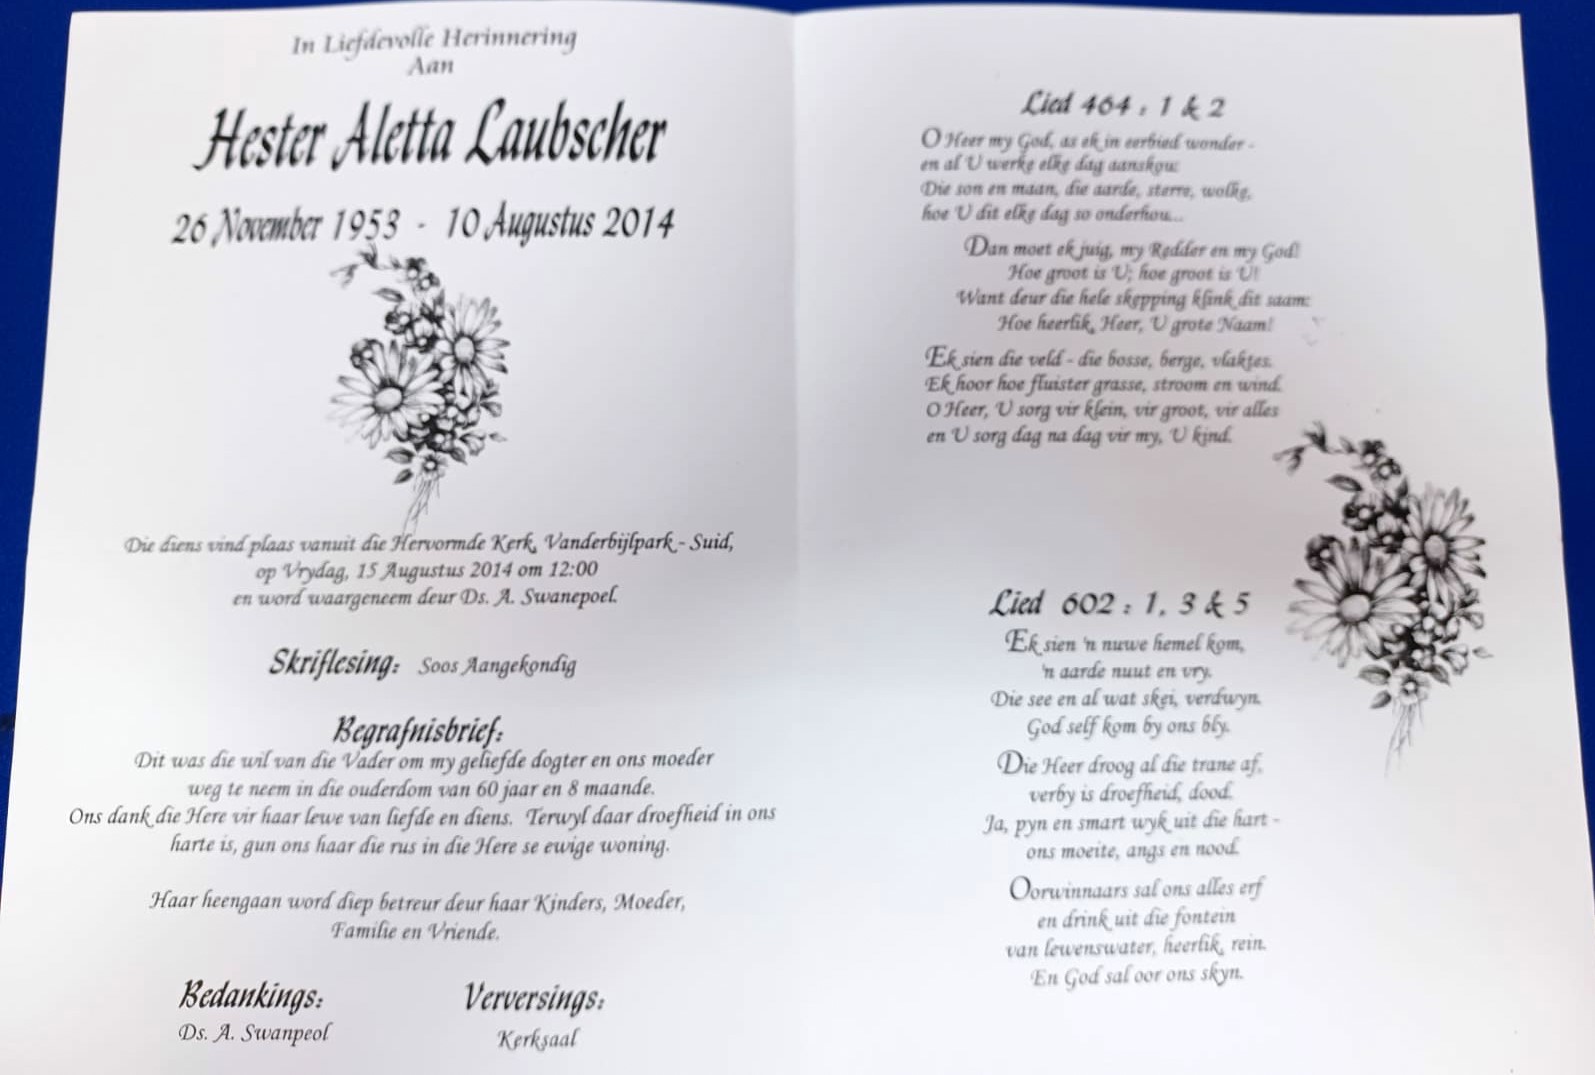 In Liefdevolle Herinnering
Aan
Hester Aletta Laubscher
26 November 1953 - 10 Augustus 2014
Die diens vind plaas vanuit die Hervormde Kerk, Vanderbijlpark - Suid,
op Vrydag, 15 Augustus 2014 om 12:00
en word waargeneem deur Ds. A. Swanepoel.
Skriflesing: Soos Aangekondig
Begrafnisbrief:
Dit was die wil van die Vader om my geliefde dogter en ons moeder
weg te neem in die ouderdom van 60 jaar en 8 maande.
Ons dank die Here vir haar lewe van liefde en diens. Terwyl daar droefheid in ons
harte is, gun ons haar die rus in die Here se ewige woning.
Haar heengaan word diep betreur deur haar Kinders, Moeder,
Familie en Vriende.
Bedankings:
Ds. A. Swanpeol
Verversings:
Kerksaal
Lied 464 : 1 & 2
O Heer my God, as ek in eerbied wonder -
en al U werke elke dag aanskou:
Die son en maan, die aarde, sterre, wolke,
hoe U dit elke dag so onderhou...
Dan moet ek juig, my Redder en my God!
Hoe groot is U; hoe groot is U!
Want deur die hele skepping klink dit saam:
Hoe heerlik, Heer, U grote Naam!
Ek sien die veld - die bosse, berge, vlaktes.
Ek hoor hoe fluister grasse, stroom en wind.
O Heer, U sorg vir klein, vir groot, vir alles
en U sorg dag na dag vir my, U kind.
Lied 602 : 1, 3 & 5
Ek sien 'n nuwe hemel kom,
'n aarde nuut en vry.
Die see en al wat skei, verdwyn.
God self kom by ons bly.
Die Heer droog al die trane af,
verby is droefheid, dood.
Ja, pyn en smart wyk uit die hart -
ons moeite, angs en nood.
Oorwinnaars sal ons alles erf
en drink uit die fontein
van lewenswater, heerlik, rein.
En God sal oor ons skyn.